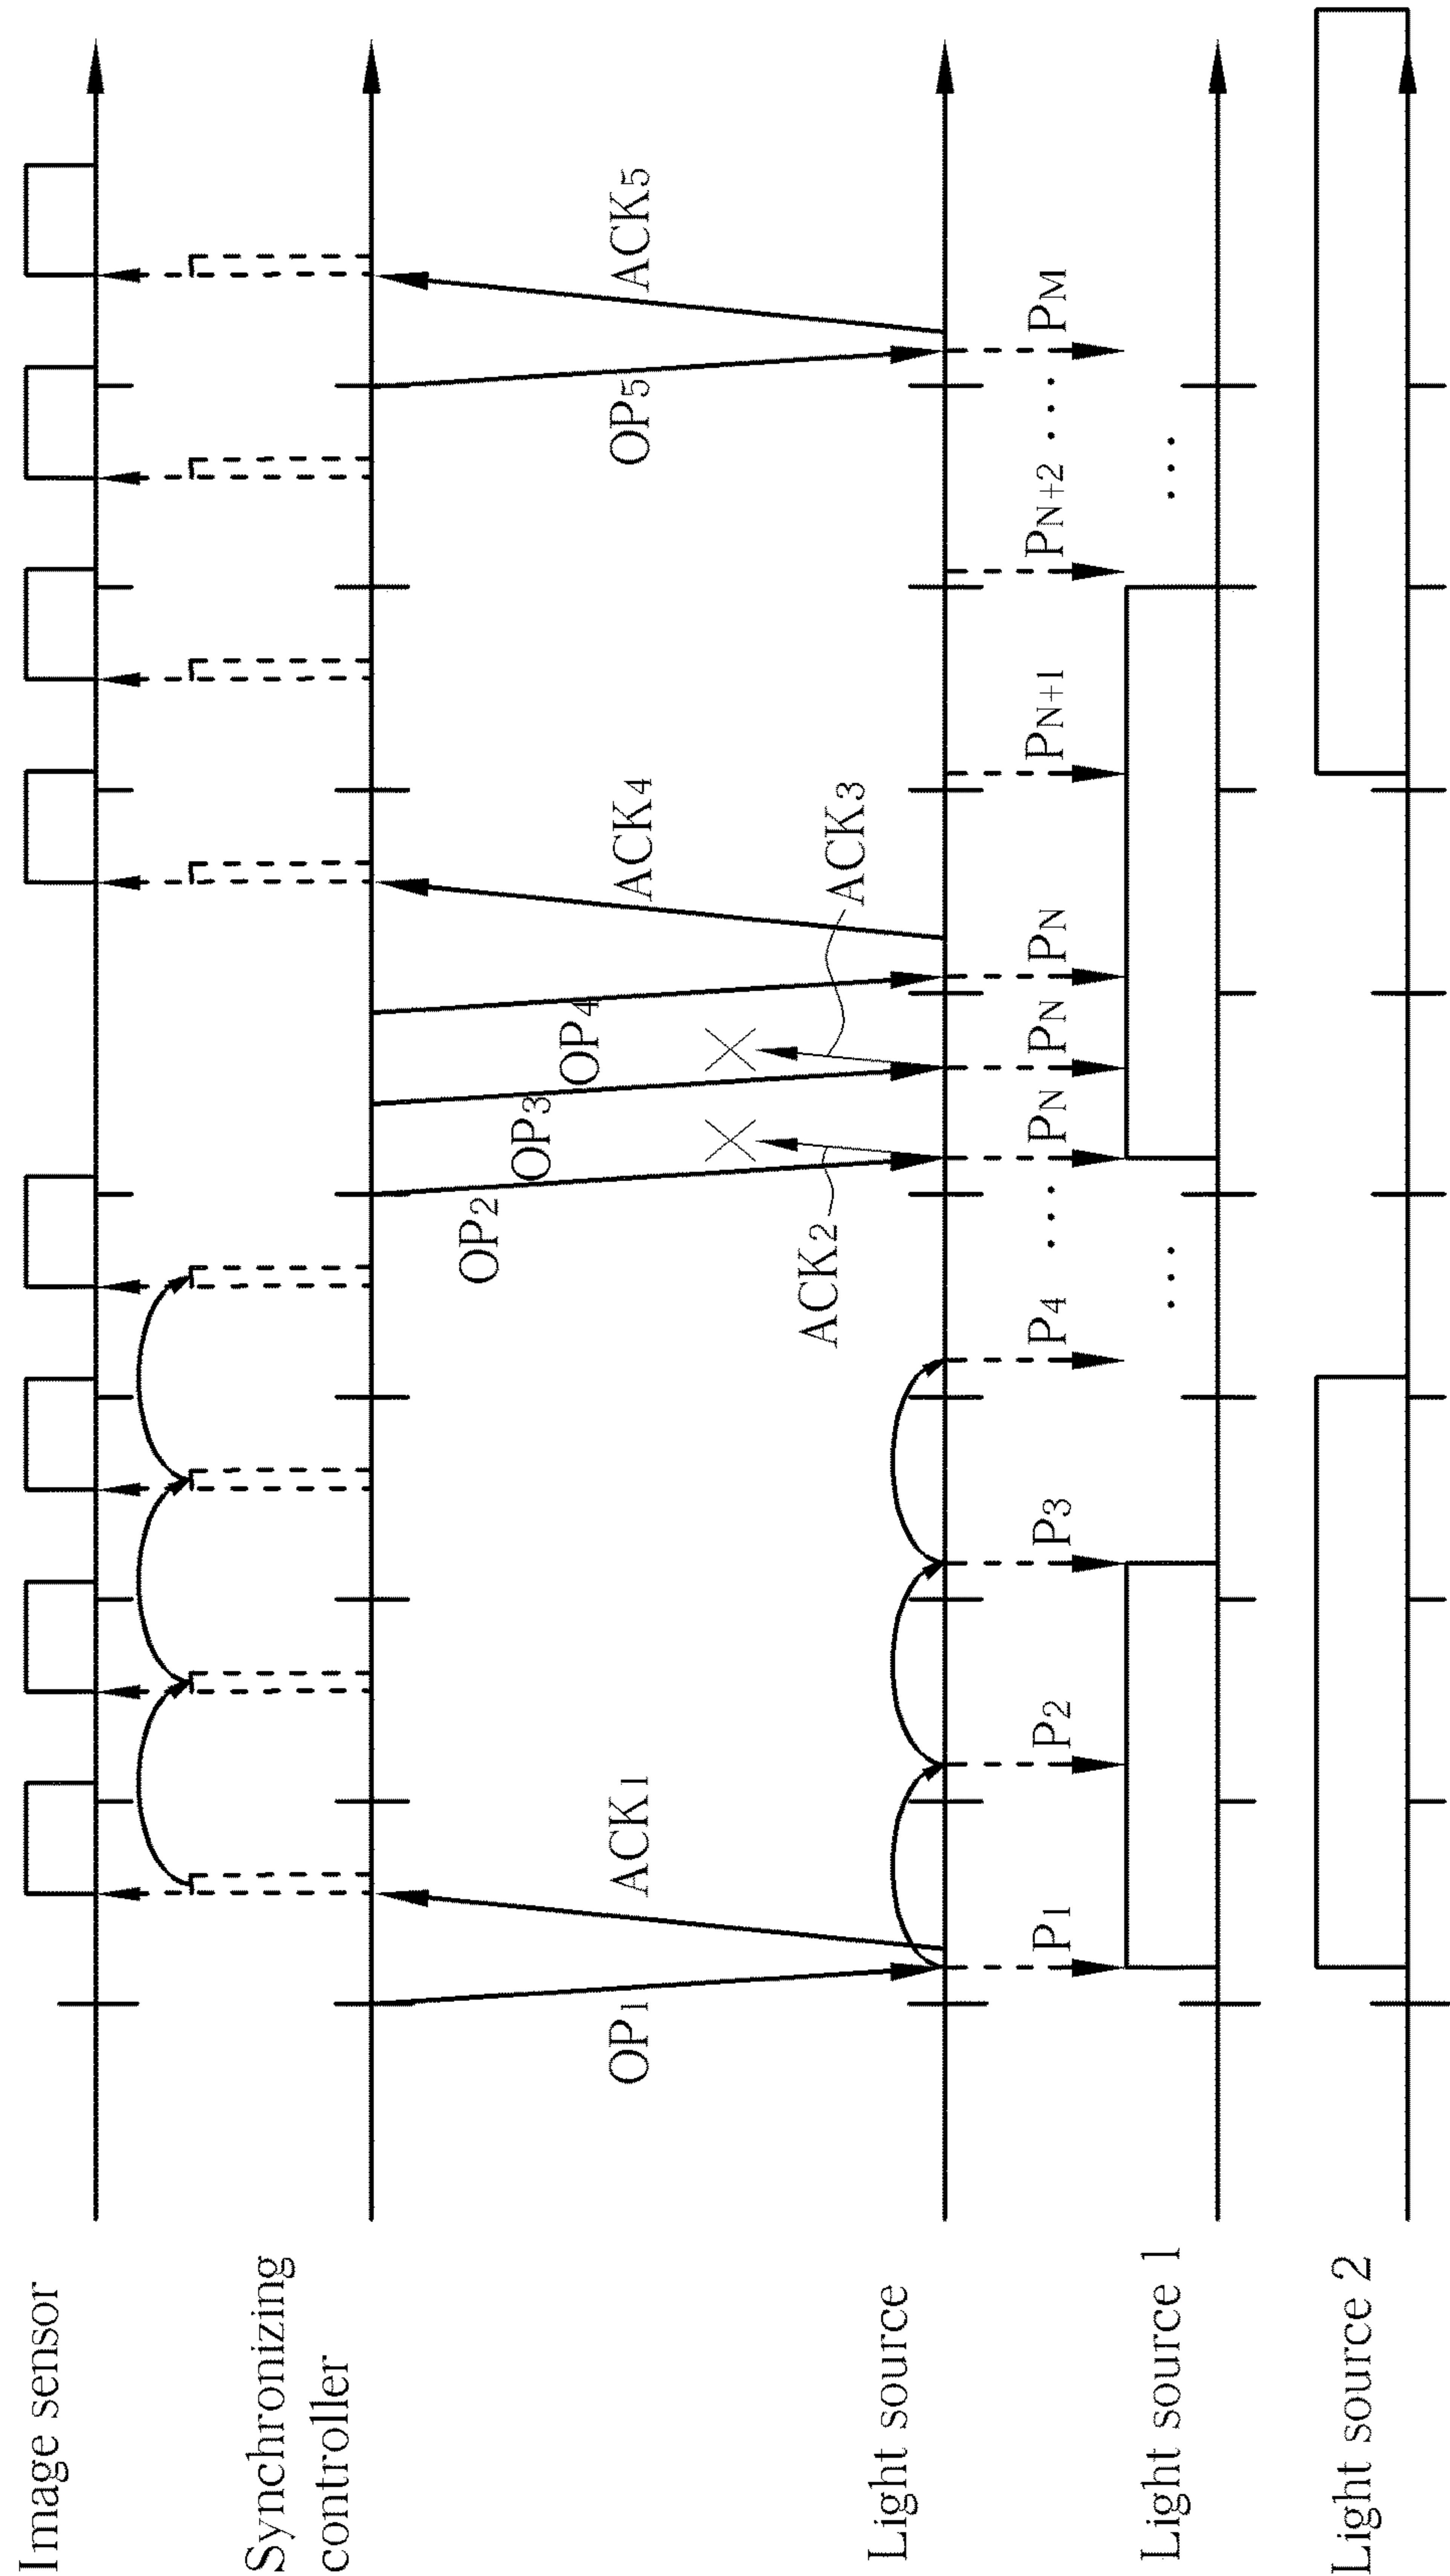 Image sensor
Synchronizing
controller
OP1
ACK1
OP2
OP3
OP4
ACK4
OP5
ACK5
ACK2
ACK3
Light source
P1
P2
P3
P4
...
PN
PN
PN
PN+1
PN+2
...
PM
Light source 1
...
...
Light source 2